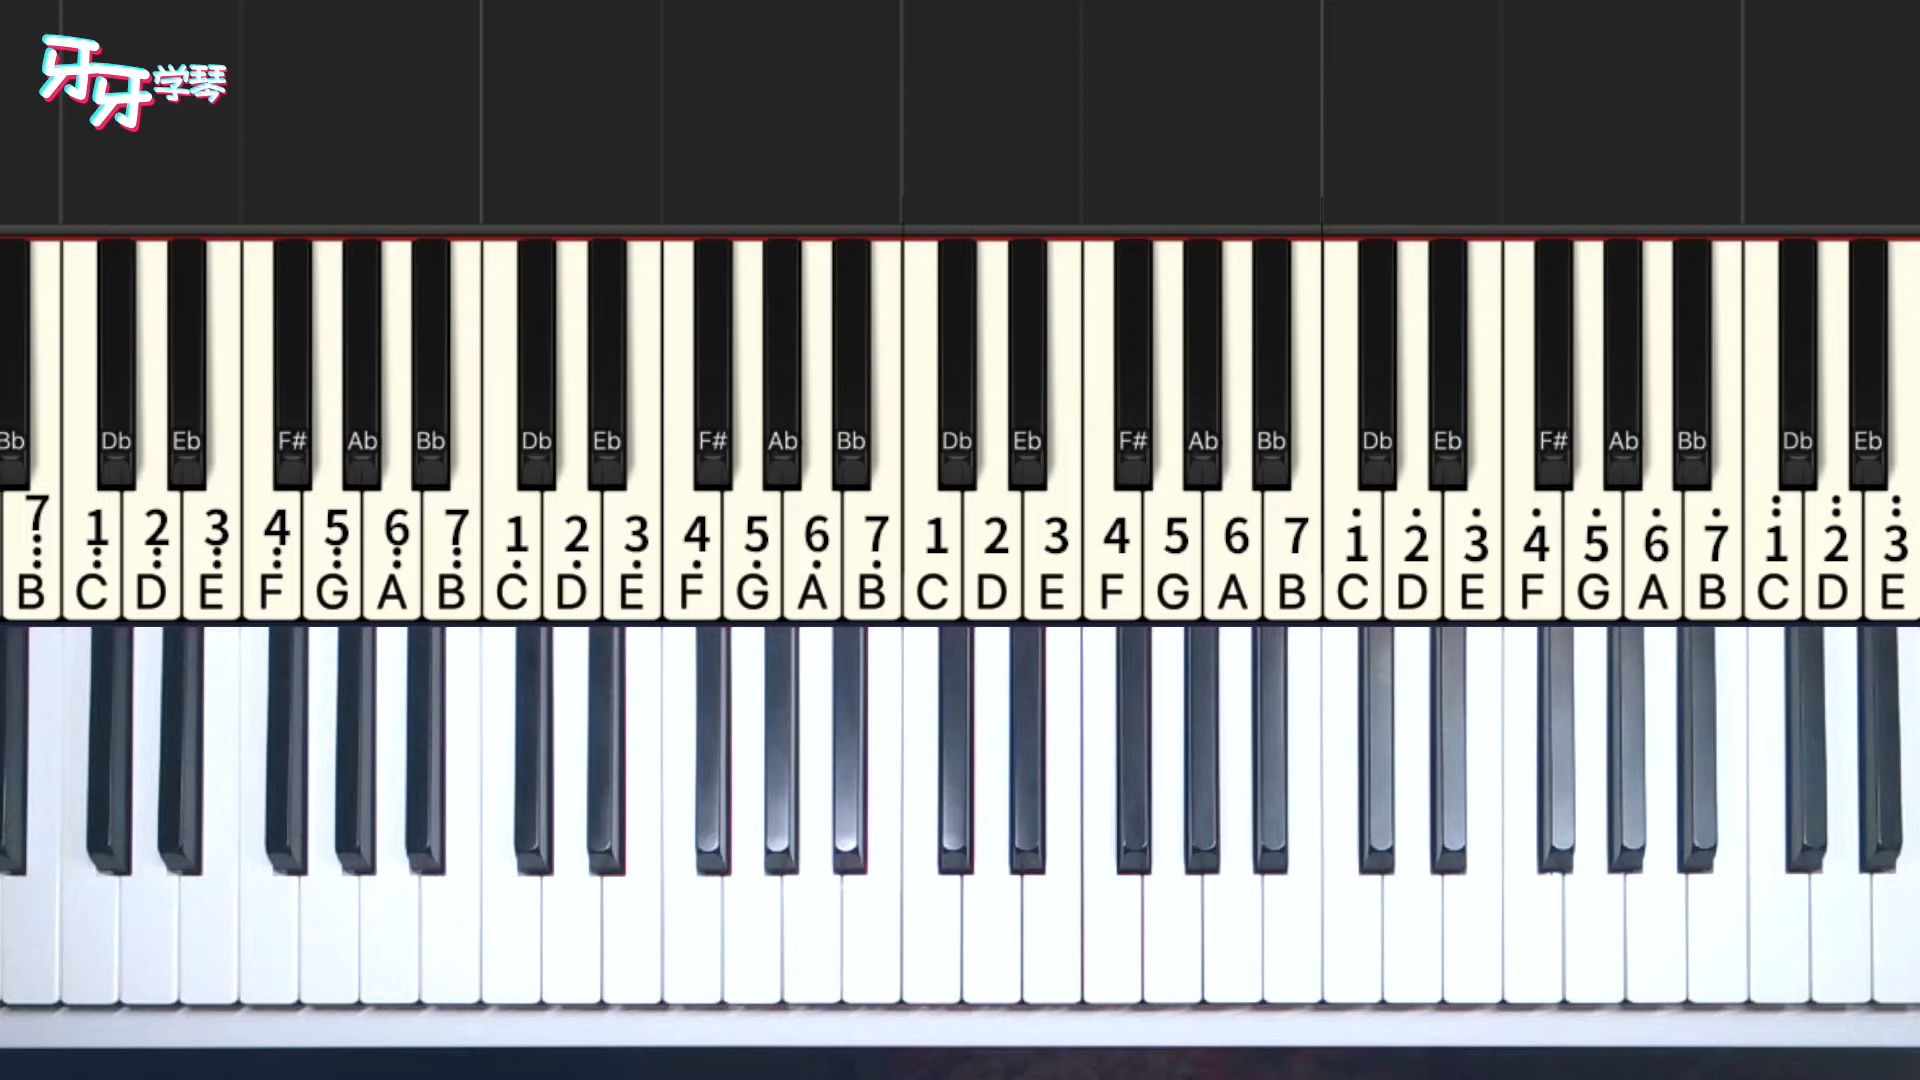 牙牙学琴
Bb Db Eb F# Ab Bb Db Eb F# Ab Bb Db Eb F# Ab Bb Db Eb F# Ab Bb Db Eb
7 1 2 3 4 5 6 7 1 2 3 4 5 6 7 1 2 3 4 5 6 7 1 2 3 4 5 6 7 1 2 3
B C D E F G A B C D E F G A B C D E F G A B C D E F G A B C D E